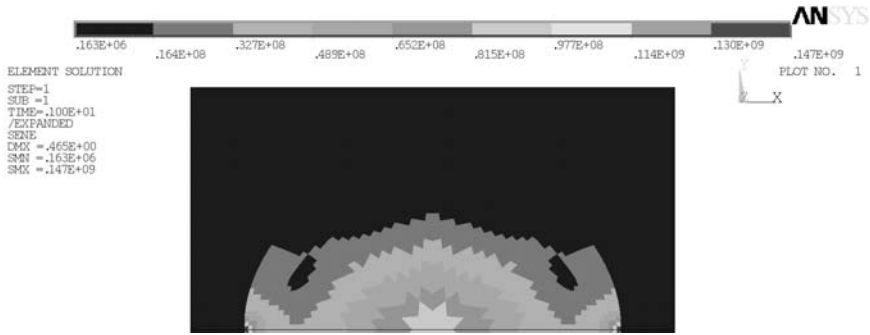 ANSYS
.163E+06 .164E+08 .327E+08 .489E+08 .652E+08 .815E+08 .977E+08 .114E+09 .130E+09 .147E+09
ELEMENT SOLUTION
PLOT NO. 1
STEP=1
SUB =1
TIME=.100E+01
/EXPANDED
SENE
DMX =.465E+00
SMN =.163E+06
SMX =.147E+09
Y
Z X